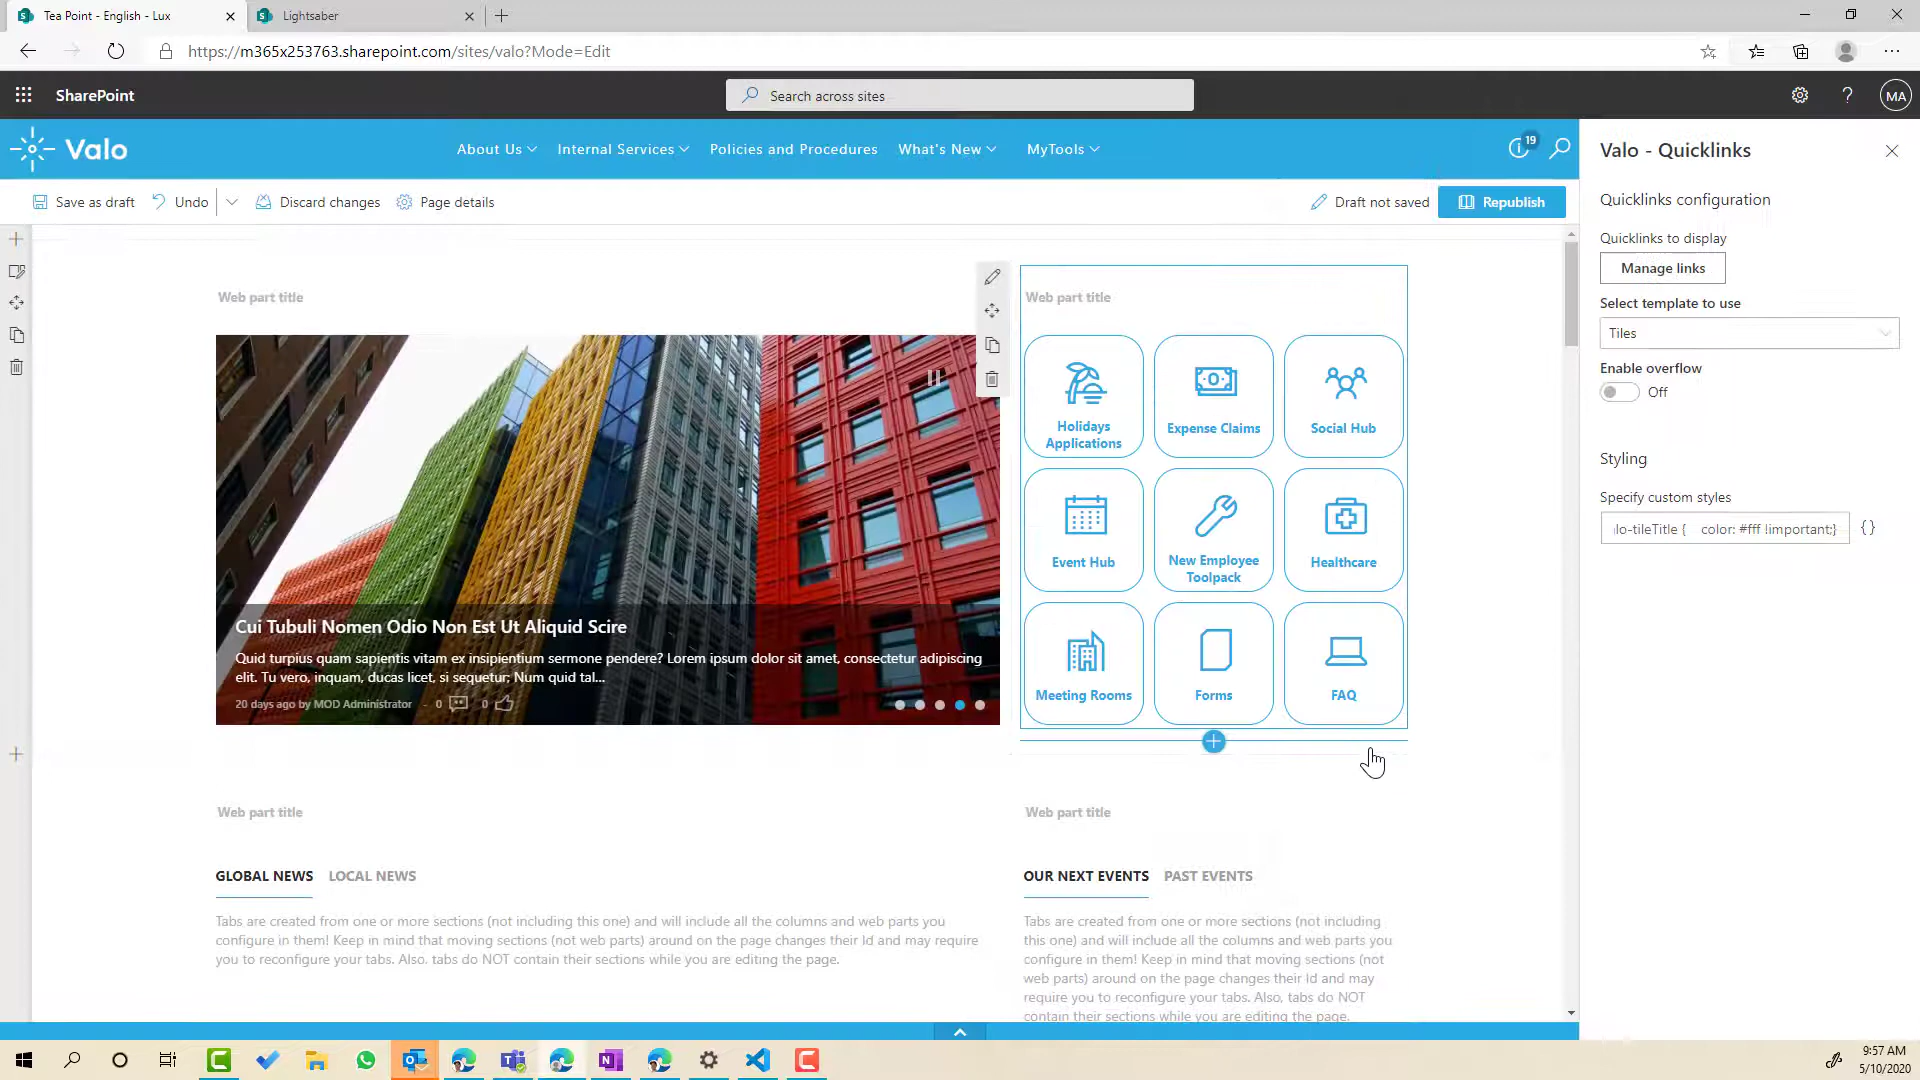 Tea Point - English - Lux
Lightsaber
https://m365x253763.sharepoint.com/sites/valo?Mode=Edit
SharePoint
Search across sites
MA
Valo
About Us
Internal Services
Policies and Procedures
What's New
MyTools
19
Save as draft
Undo
Discard changes
Page details
Draft not saved
Republish
Web part title
Cui Tubuli Nomen Odio Non Est Ut Aliquid Scire
Quid turpius quam sapientis vitam ex insipientium sermone pendere? Lorem ipsum dolor sit amet, consectetur adipiscing
elit. Tu vero, inquam, ducas licet, si sequetur; Num quid tal...
20 days ago by MOD Administrator - 0 0
Web part title
Holidays
Applications
Expense Claims
Social Hub
Event Hub
New Employee
Toolpack
Healthcare
Meeting Rooms
Forms
FAQ
Web part title
GLOBAL NEWS
LOCAL NEWS
Tabs are created from one or more sections (not including this one) and will include all the columns and web parts you
configure in them! Keep in mind that moving sections (not web parts) around on the page changes their Id and may require
you to reconfigure your tabs. Also, tabs do NOT contain their sections while you are editing the page.
Web part title
OUR NEXT EVENTS
PAST EVENTS
Tabs are created from one or more sections (not including
this one) and will include all the columns and web parts you
configure in them! Keep in mind that moving sections (not
web parts) around on the page changes their Id and may
require you to reconfigure your tabs. Also, tabs do NOT
contain their sections while you are editing the page.
Valo - Quicklinks
Quicklinks configuration
Quicklinks to display
Manage links
Select template to use
Tiles
Enable overflow
Off
Styling
Specify custom styles
lo-tileTitle { color: #fff !important;}
{}
9:57 AM
5/10/2020